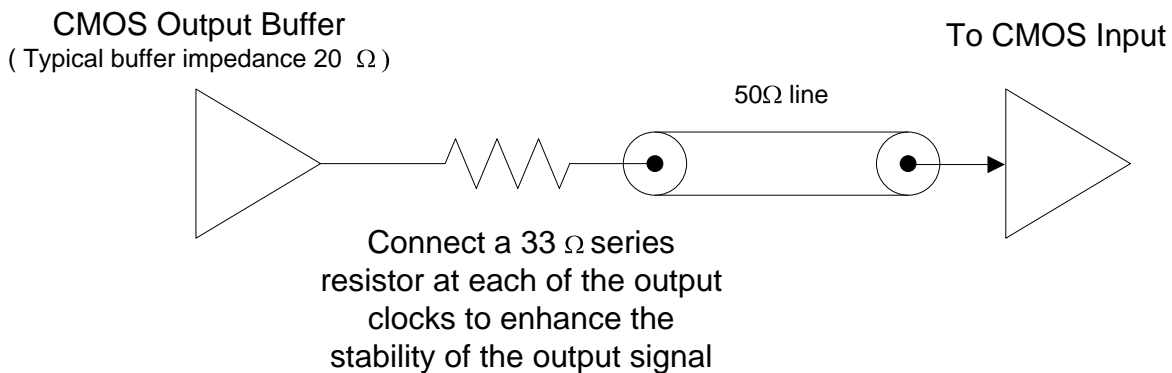 CMOS Output Buffer
( Typical buffer impedance 20 Ω )
To CMOS Input
50Ω line
Connect a 33 Ω series
resistor at each of the output
clocks to enhance the
stability of the output signal